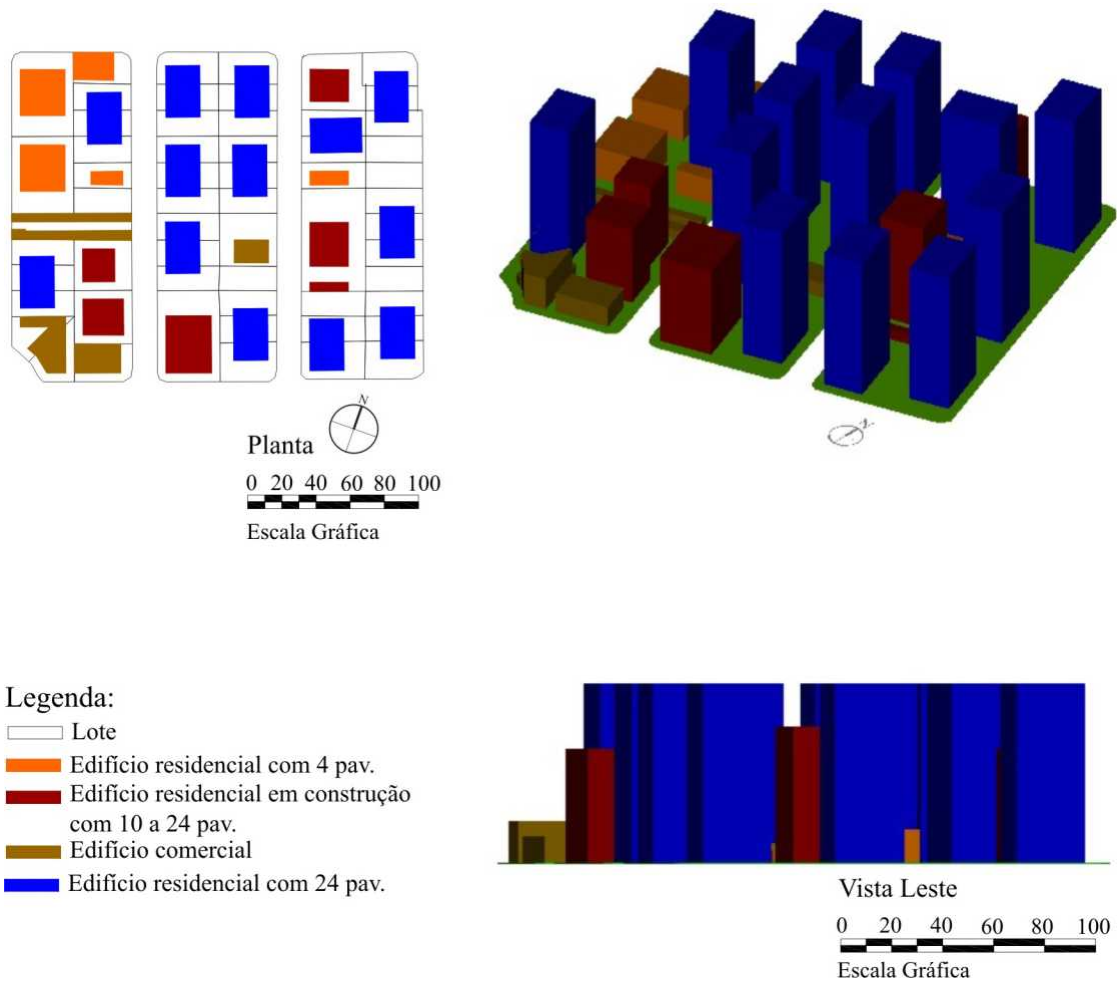 N
Planta
0 20 40 60 80 100
Escala Gráfica
N
Legenda:
Lote
Edifício residencial com 4 pav.
Edifício residencial em construção
com 10 a 24 pav.
Edifício comercial
Edifício residencial com 24 pav.
Vista Leste
0 20 40 60 80 100
Escala Gráfica